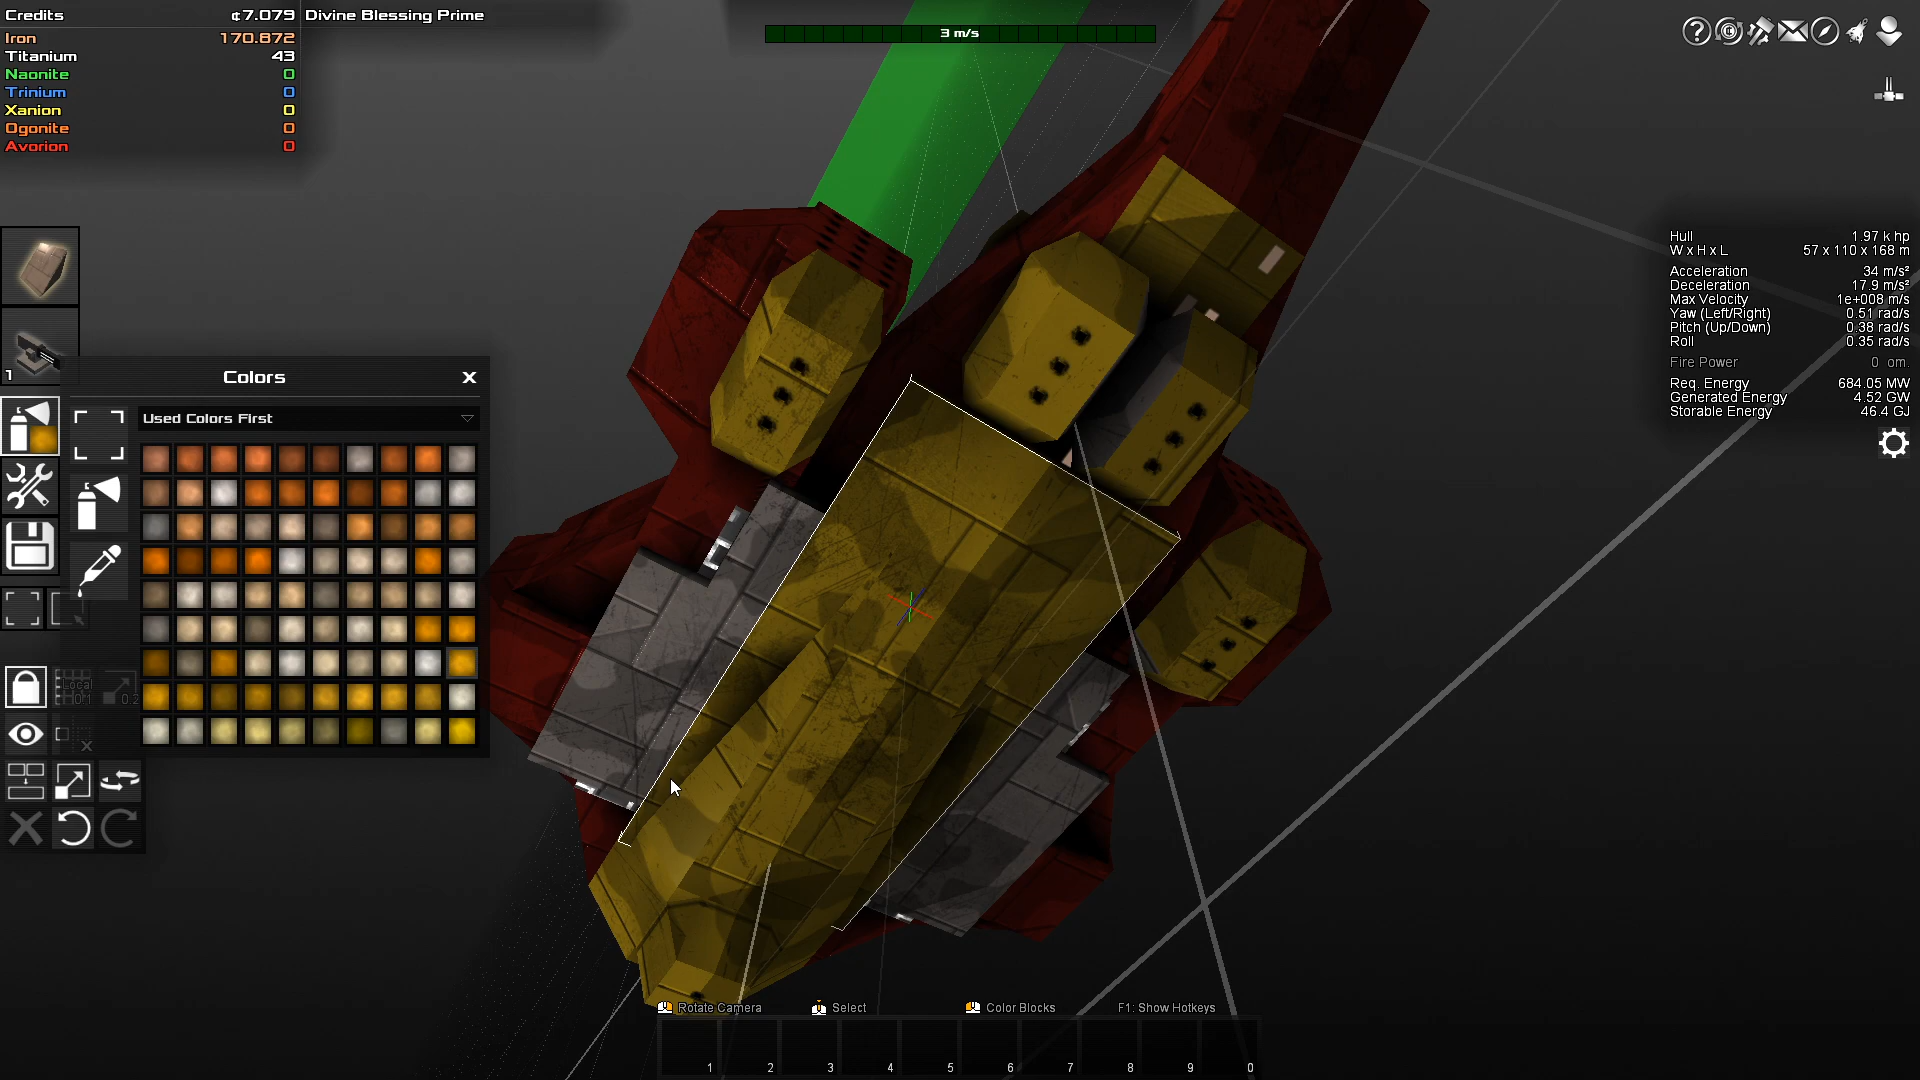 Credits ¢7.079 Divine Blessing Prime
Iron 170.872
Titanium 43
Naonite 0
Trinium 0
Xanion 0
Ogonite 0
Avorion 0
3 m/s
Hull 1.97 k hp
W x H x L 57 x 110 x 168 m
Acceleration 34 m/s²
Deceleration 17.9 m/s²
Max Velocity 1e+008 m/s
Yaw (Left/Right) 0.51 rad/s
Pitch (Up/Down) 0.38 rad/s
Roll 0.35 rad/s
Fire Power 0 om.
Req. Energy 684.05 MW
Generated Energy 4.52 GW
Storable Energy 46.4 GJ
1
Colors
Used Colors First
Local
0.1
Rotate Camera Select Color Blocks F1: Show Hotkeys
1 2 3 4 5 6 7 8 9 0